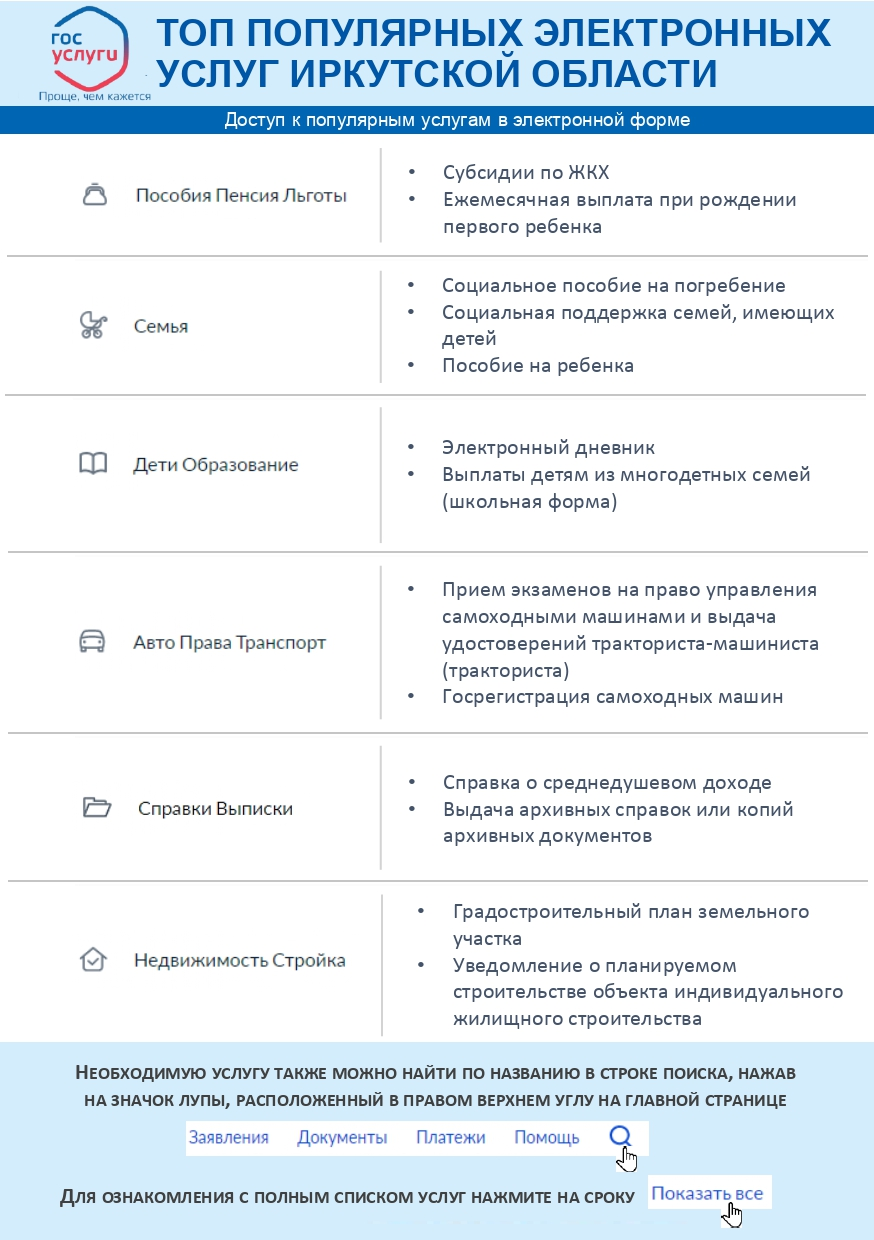 гос
услуги
Проще, чем кажется
ТОП ПОПУЛЯРНЫХ ЭЛЕКТРОННЫХ
УСЛУГ ИРКУТСКОЙ ОБЛАСТИ
Доступ к популярным услугам в электронной форме
Пособия Пенсия Льготы
• Субсидии по ЖКХ
• Ежемесячная выплата при рождении
первого ребенка
Семья
• Социальное пособие на погребение
• Социальная поддержка семей, имеющих
детей
• Пособие на ребенка
Дети Образование
• Электронный дневник
• Выплаты детям из многодетных семей
(школьная форма)
Авто Права Транспорт
• Прием экзаменов на право управления
самоходными машинами и выдача
удостоверений тракториста-машиниста
(тракториста)
• Госрегистрация самоходных машин
Справки Выписки
• Справка о среднедушевом доходе
• Выдача архивных справок или копий
архивных документов
Недвижимость Стройка
• Градостроительный план земельного
участка
• Уведомление о планируемом
строительстве объекта индивидуального
жилищного строительства
НЕОБХОДИМУЮ УСЛУГУ ТАКЖЕ МОЖНО НАЙТИ ПО НАЗВАНИЮ В СТРОКЕ ПОИСКА, НАЖАВ
НА ЗНАЧОК ЛУПЫ, РАСПОЛОЖЕННЫЙ В ПРАВОМ ВЕРХНЕМ УГЛУ НА ГЛАВНОЙ СТРАНИЦЕ
Заявления Документы Платежи Помощь
ДЛЯ ОЗНАКОМЛЕНИЯ С ПОЛНЫМ СПИСКОМ УСЛУГ НАЖМИТЕ НА СРОКУ Показать все